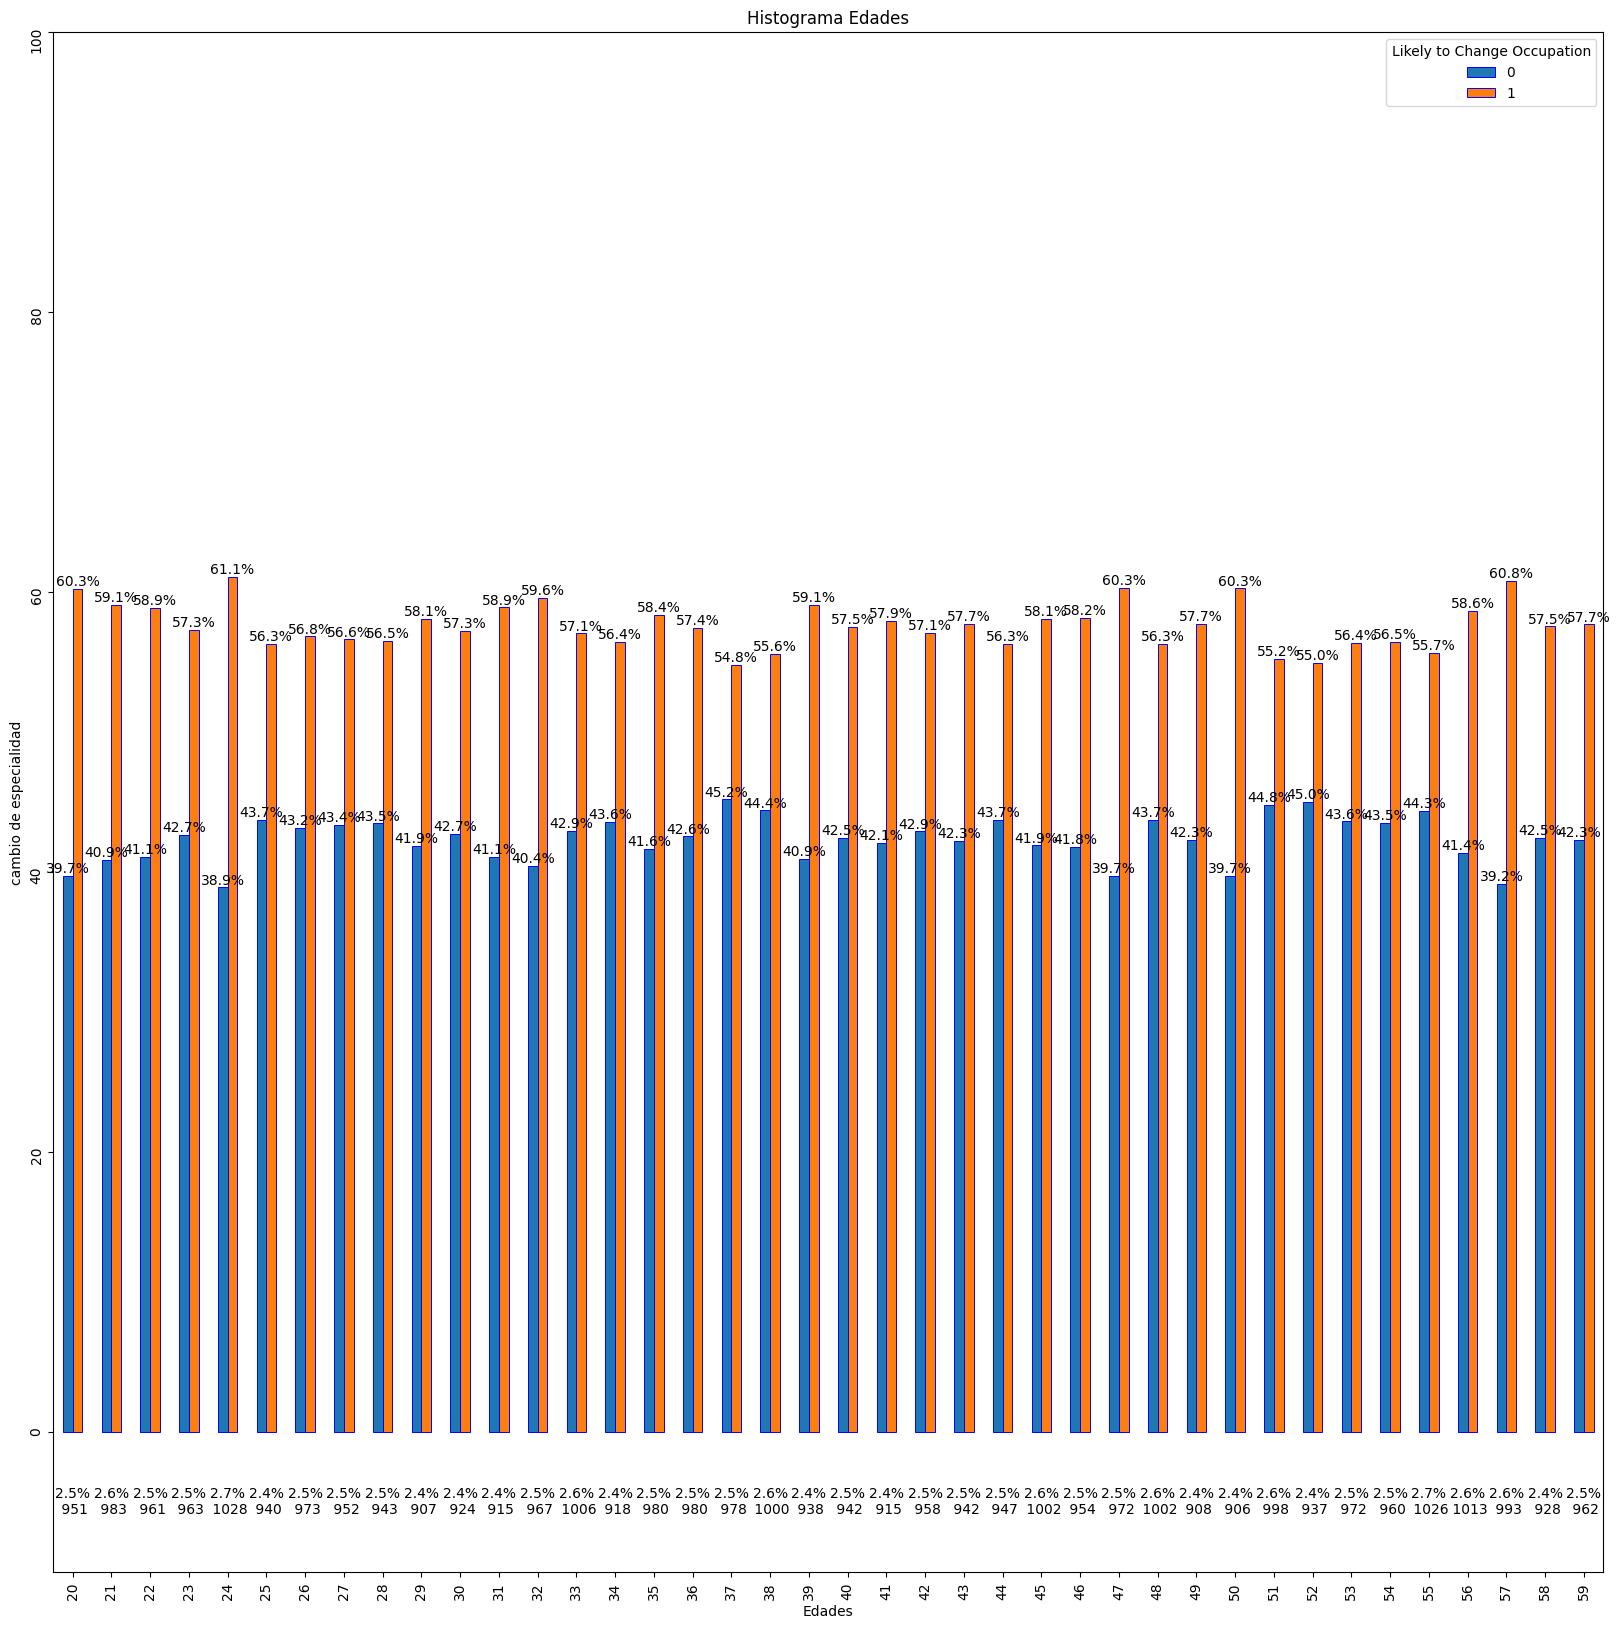 Histograma Edades
Likely to Change Occupation
0
1
100
80
60
40
20
0
cambio de especialidad
60.3% 59.1% 58.9% 57.3% 61.1% 56.3% 56.8% 56.6% 56.5% 58.1% 57.3% 58.9% 59.6% 57.1% 56.4% 58.4% 57.4% 54.8% 55.6% 59.1% 57.5% 57.9% 57.1% 57.7% 56.3% 58.1% 58.2% 60.3% 56.3% 57.7% 60.3% 55.2% 55.0% 56.4% 56.5% 55.7% 58.6% 60.8% 57.5% 57.7%
39.7% 40.9% 41.1% 42.7% 38.9% 43.7% 43.2% 43.4% 43.5% 41.9% 42.7% 41.1% 40.4% 42.9% 43.6% 41.6% 42.6% 45.2% 44.4% 40.9% 42.5% 42.1% 42.9% 42.3% 43.7% 41.9% 41.8% 39.7% 43.7% 42.3% 39.7% 44.8% 45.0% 43.6% 43.5% 44.3% 41.4% 39.2% 42.5% 42.3%
2.5% 2.6% 2.5% 2.5% 2.7% 2.4% 2.5% 2.5% 2.5% 2.4% 2.4% 2.4% 2.5% 2.6% 2.4% 2.5% 2.5% 2.5% 2.6% 2.4% 2.5% 2.4% 2.5% 2.5% 2.5% 2.6% 2.5% 2.5% 2.6% 2.4% 2.4% 2.6% 2.4% 2.5% 2.5% 2.7% 2.6% 2.6% 2.4% 2.5%
951 983 961 963 1028 940 973 952 943 907 924 915 967 1006 918 980 980 978 1000 938 942 915 958 942 947 1002 954 972 1002 908 906 998 937 972 960 1026 1013 993 928 962
20 21 22 23 24 25 26 27 28 29 30 31 32 33 34 35 36 37 38 39 40 41 42 43 44 45 46 47 48 49 50 51 52 53 54 55 56 57 58 59
Edades